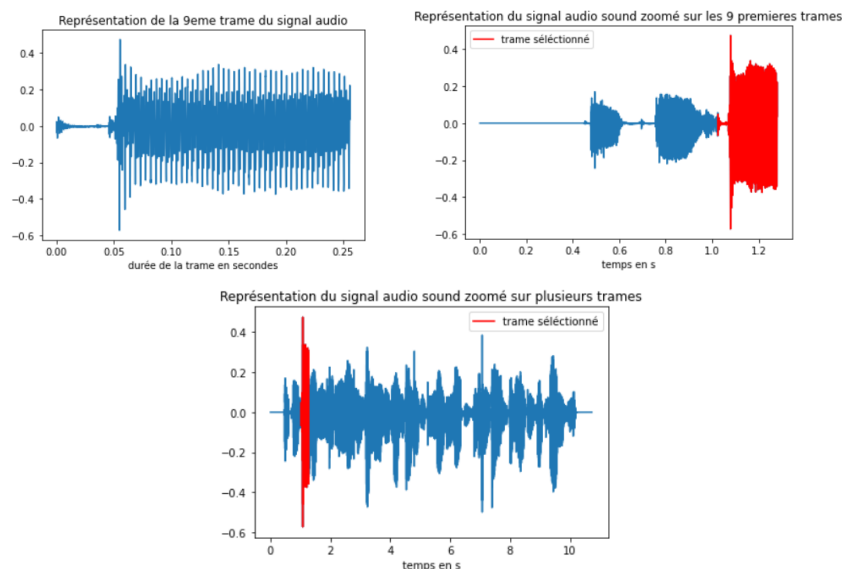 Représentation de la 9eme trame du signal audio
0.4
0.2
0.0
−0.2
−0.4
−0.6
0.00 0.05 0.10 0.15 0.20 0.25
durée de la trame en secondes
Représentation du signal audio sound zoomé sur les 9 premieres trames
trame séléctionné
0.4
0.2
0.0
−0.2
−0.4
−0.6
0.0 0.2 0.4 0.6 0.8 1.0 1.2
temps en s
Représentation du signal audio sound zoomé sur plusieurs trames
trame séléctionné
0.4
0.2
0.0
−0.2
−0.4
−0.6
0 2 4 6 8 10
temps en s